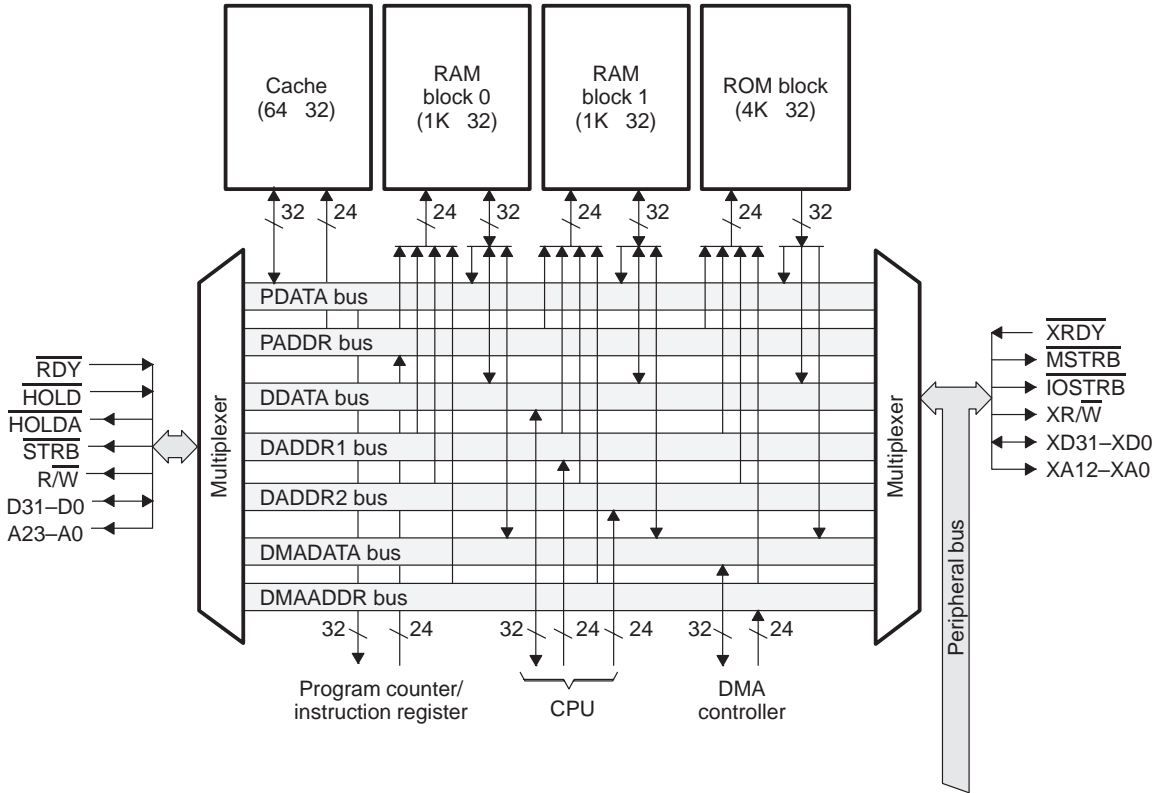 Cache
(64 32)
RAM
block 0
(1K 32)
RAM
block 1
(1K 32)
ROM block
(4K 32)
32
24
24
32
24
32
24
32
PDATA bus
PADDR bus
DDATA bus
DADDR1 bus
DADDR2 bus
DMADATA bus
DMAADDR bus
Multiplexer
Multiplexer
RDY
HOLD
HOLDA
STRB
R/W
D31–D0
A23–A0
XRDY
MSTRB
IOSTRB
XR/W
XD31–XD0
XA12–XA0
Peripheral bus
32
24
32
24
24
32
24
Program counter/
instruction register
CPU
DMA
controller